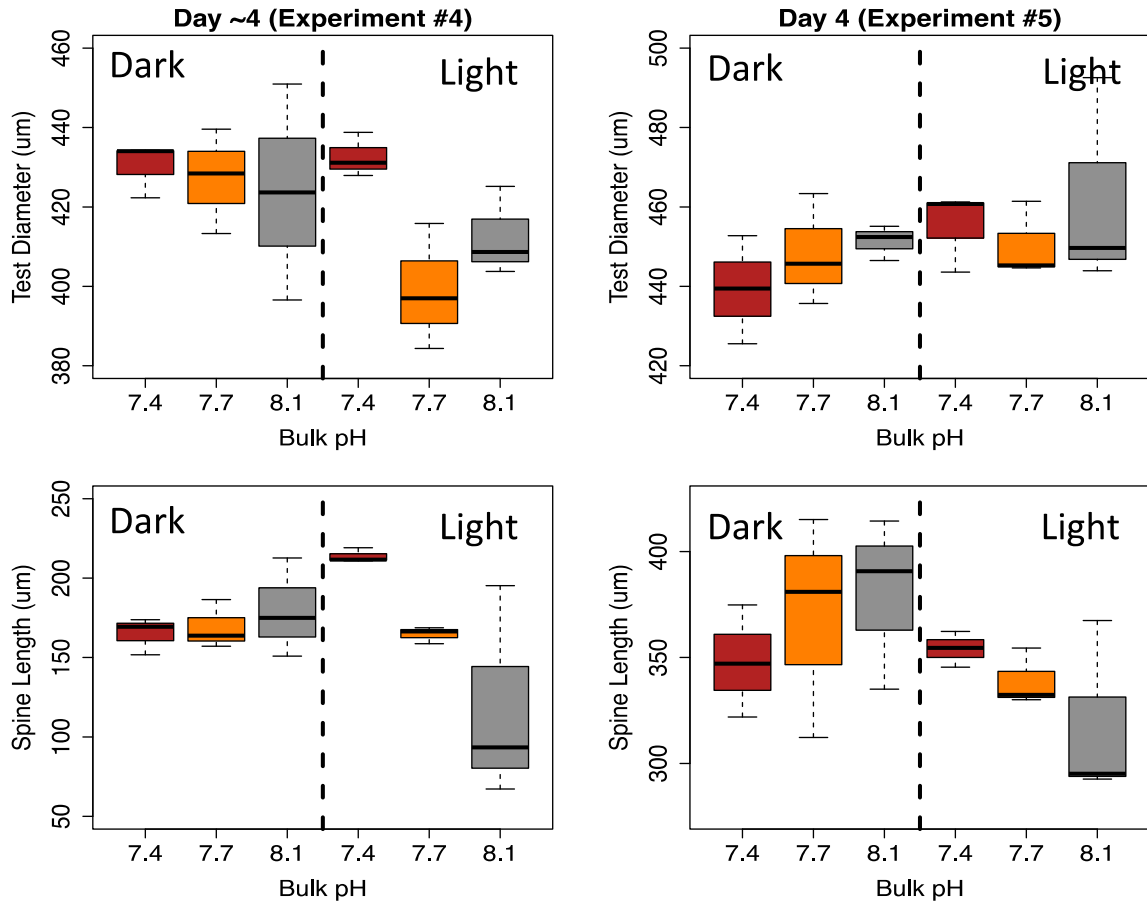 Day ~4 (Experiment #4)
Test Diameter (um)
460
440
420
400
380
Dark
Light
7.4 7.7 8.1 7.4 7.7 8.1
Bulk pH
Day 4 (Experiment #5)
Test Diameter (um)
500
480
460
440
420
Dark
Light
7.4 7.7 8.1 7.4 7.7 8.1
Bulk pH
Spine Length (um)
250
200
150
100
50
Dark
Light
7.4 7.7 8.1 7.4 7.7 8.1
Bulk pH
Spine Length (um)
400
350
300
Dark
Light
7.4 7.7 8.1 7.4 7.7 8.1
Bulk pH